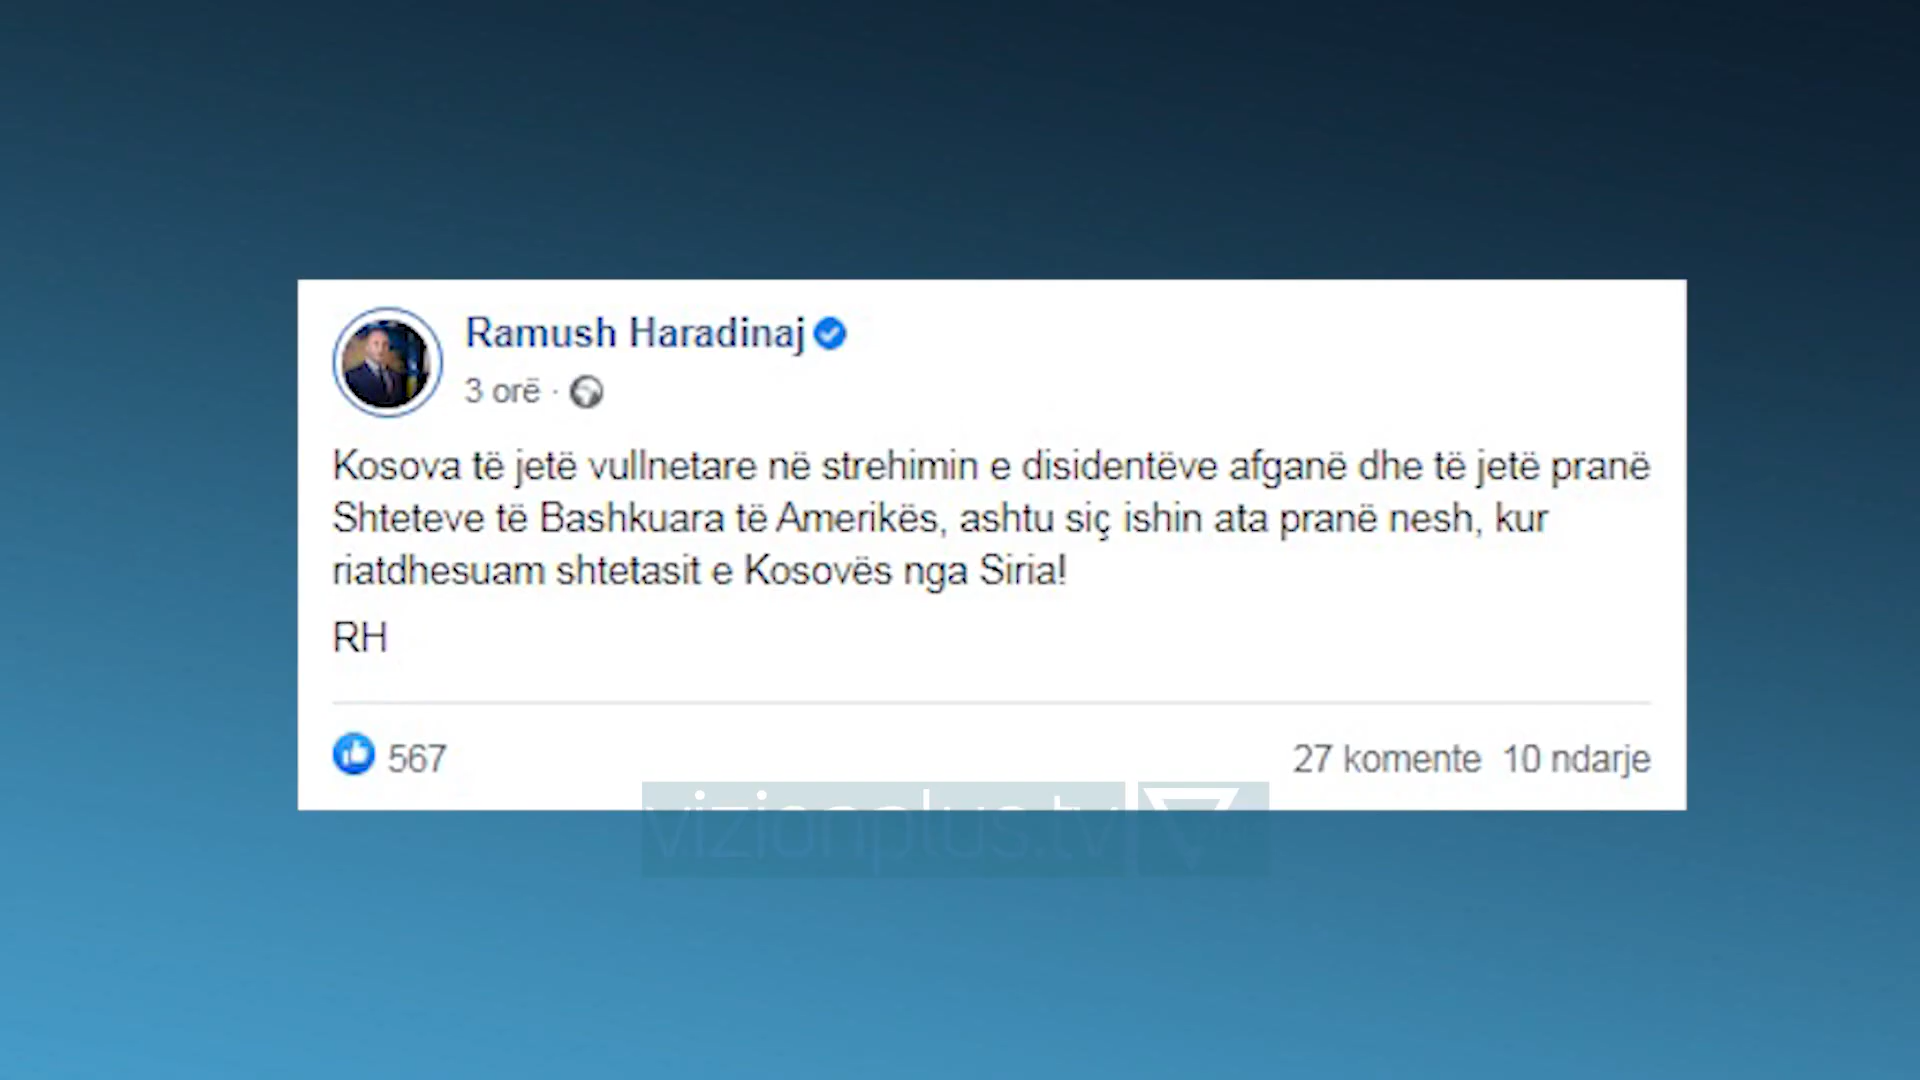 Ramush Haradinaj
3 orë ·
Kosova të jetë vullnetare në strehimin e disidentëve afganë dhe të jetë pranë
Shteteve të Bashkuara të Amerikës, ashtu siç ishin ata pranë nesh, kur
riatdhesuam shtetasit e Kosovës nga Siria!
RH
567
27 komente 10 ndarje
vizionplus.tv